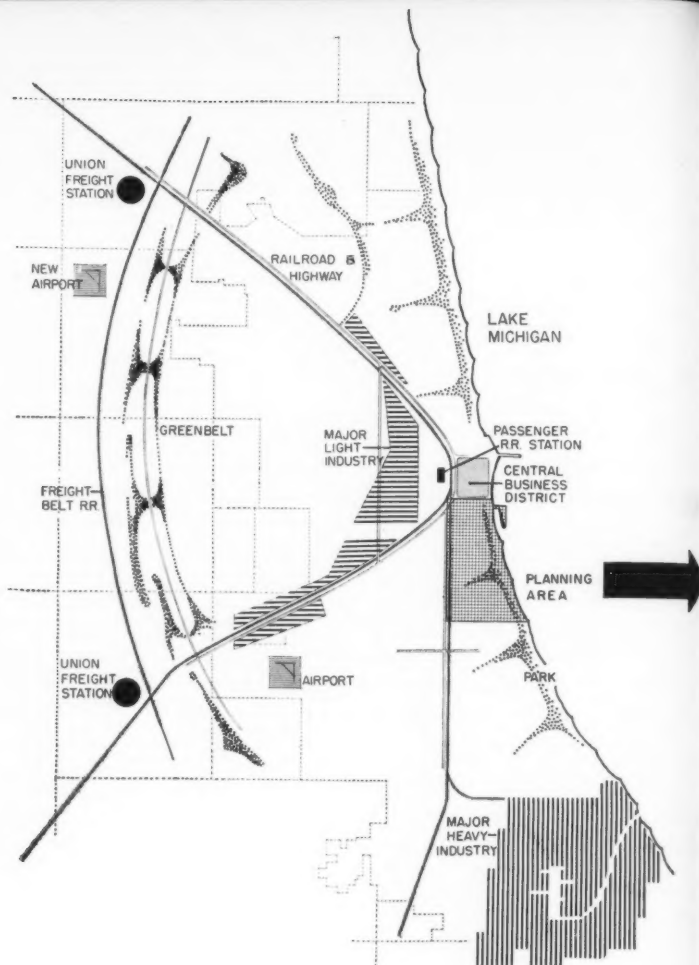 UNION
FREIGHT
STATION
NEW
AIRPORT
RAILROAD &
HIGHWAY
LAKE
MICHIGAN
GREENBELT
MAJOR
LIGHT
INDUSTRY
PASSENGER
R.R. STATION
CENTRAL
BUSINESS
DISTRICT
FREIGHT
BELT RR.
PLANNING
AREA
UNION
FREIGHT
STATION
AIRPORT
PARK
MAJOR
HEAVY
INDUSTRY